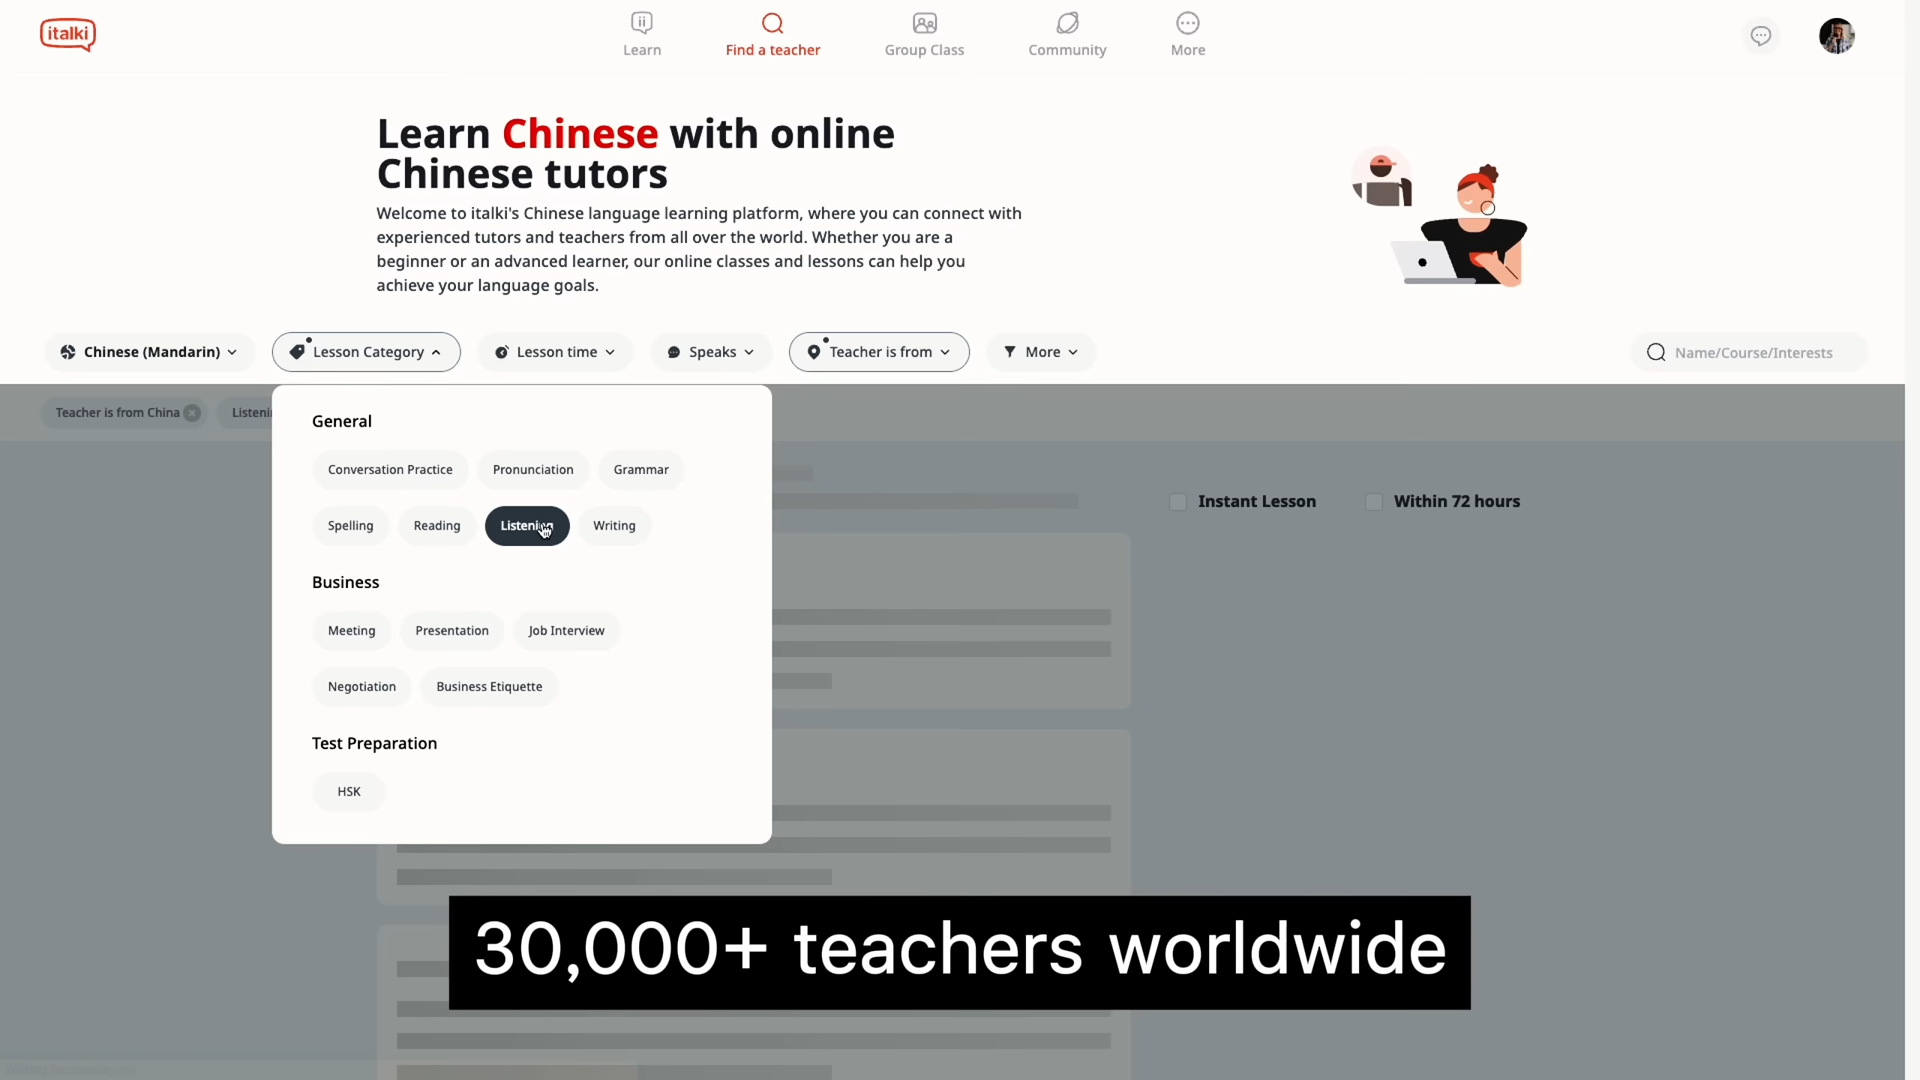 italki
Learn
Find a teacher
Group Class
Community
More
Learn Chinese with online
Chinese tutors
Welcome to italki's Chinese language learning platform, where you can connect with
experienced tutors and teachers from all over the world. Whether you are a
beginner or an advanced learner, our online classes and lessons can help you
achieve your language goals.
Chinese (Mandarin)
Lesson Category
Lesson time
Speaks
Teacher is from
More
Name/Course/Interests
Teacher is from China
Listeni
General
Conversation Practice
Pronunciation
Grammar
Spelling
Reading
Listening
Writing
Business
Meeting
Presentation
Job Interview
Negotiation
Business Etiquette
Test Preparation
HSK
Instant Lesson
Within 72 hours
30,000+ teachers worldwide